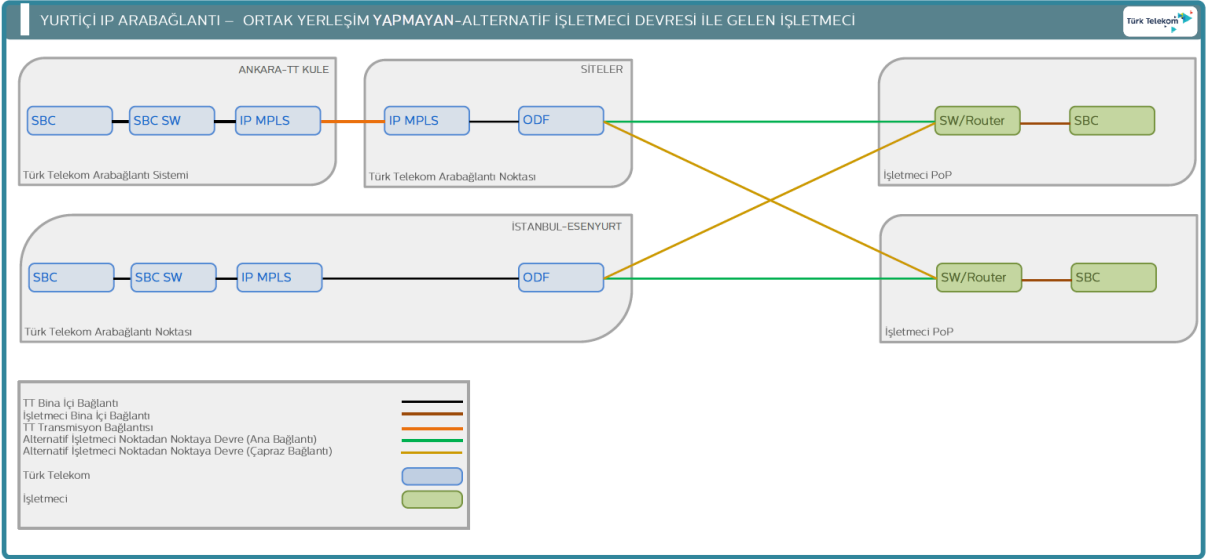 YURTİÇİ IP ARABAĞLANTI – ORTAK YERLEŞİM YAPMAYAN-ALTERNATİF İŞLETMECİ DEVRESİ İLE GELEN İŞLETMECİ
Türk Telekom
ANKARA-TT KULE
SİTELER
SBC
SBC SW
IP MPLS
IP MPLS
ODF
SW/Router
SBC
Türk Telekom Arabağlantı Sistemi
Türk Telekom Arabağlantı Noktası
İşletmeci PoP
İSTANBUL-ESENYURT
SBC
SBC SW
IP MPLS
ODF
SW/Router
SBC
Türk Telekom Arabağlantı Noktası
İşletmeci PoP
TT Bina İçi Bağlantı
İşletmeci Bina İçi Bağlantı
TT Transmisyon Bağlantısı
Alternatif İşletmeci Noktadan Noktaya Devre (Ana Bağlantı)
Alternatif İşletmeci Noktadan Noktaya Devre (Çapraz Bağlantı)
Türk Telekom
İşletmeci